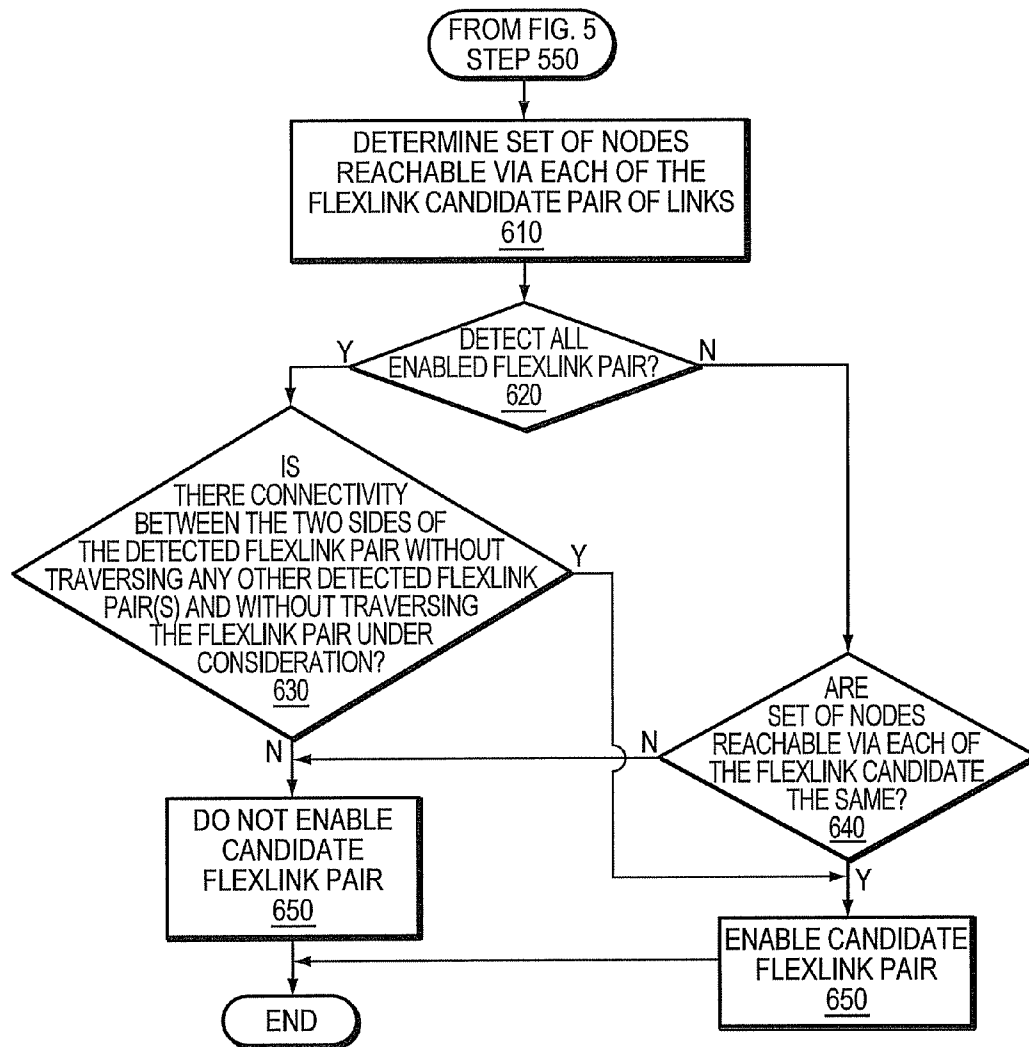 FROM FIG. 5
STEP 550
DETERMINE SET OF NODES
REACHABLE VIA EACH OF THE
FLEXLINK CANDIDATE PAIR OF LINKS
610
DETECT ALL
ENABLED FLEXLINK PAIR?
620
Y
N
IS
THERE CONNECTIVITY
BETWEEN THE TWO SIDES OF
THE DETECTED FLEXLINK PAIR WITHOUT
TRAVERSING ANY OTHER DETECTED FLEXLINK
PAIR(S) AND WITHOUT TRAVERSING
THE FLEXLINK PAIR UNDER
CONSIDERATION?
630
Y
N
ARE
SET OF NODES
REACHABLE VIA EACH OF
THE FLEXLINK CANDIDATE
THE SAME?
640
N
Y
DO NOT ENABLE
CANDIDATE
FLEXLINK PAIR
650
ENABLE CANDIDATE
FLEXLINK PAIR
650
END